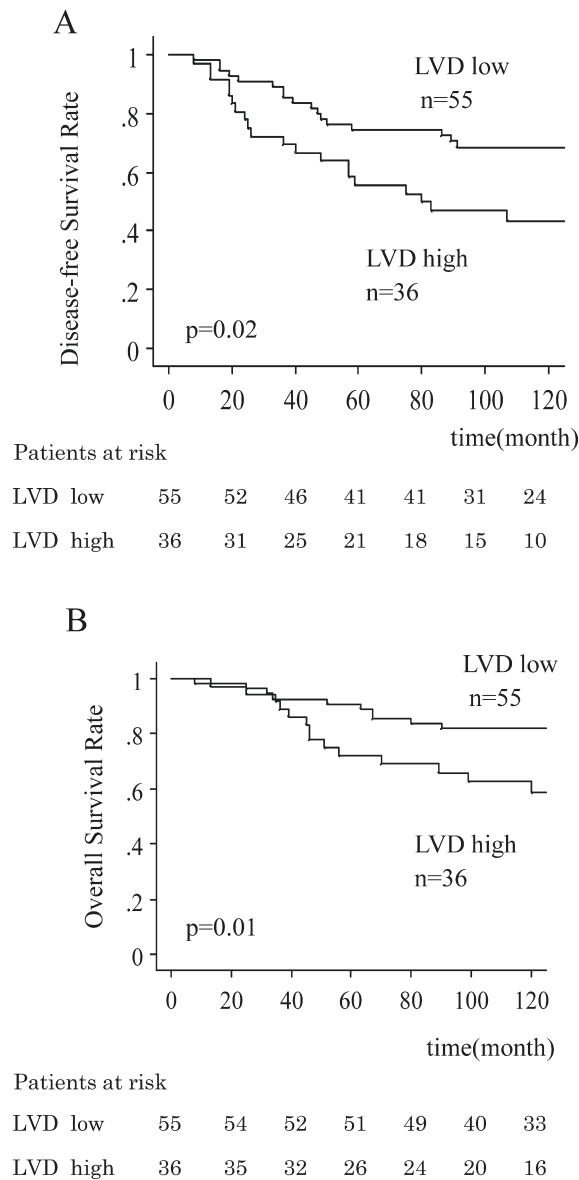 A
Disease-free Survival Rate
1
.8
.6
.4
.2
0
LVD low
n=55
LVD high
n=36
p=0.02
0 20 40 60 80 100 120
time(month)
Patients at risk
LVD low 55 52 46 41 41 31 24
LVD high 36 31 25 21 18 15 10
B
Overall Survival Rate
1
.8
.6
.4
.2
0
LVD low
n=55
LVD high
n=36
p=0.01
0 20 40 60 80 100 120
time(month)
Patients at risk
LVD low 55 54 52 51 49 40 33
LVD high 36 35 32 26 24 20 16